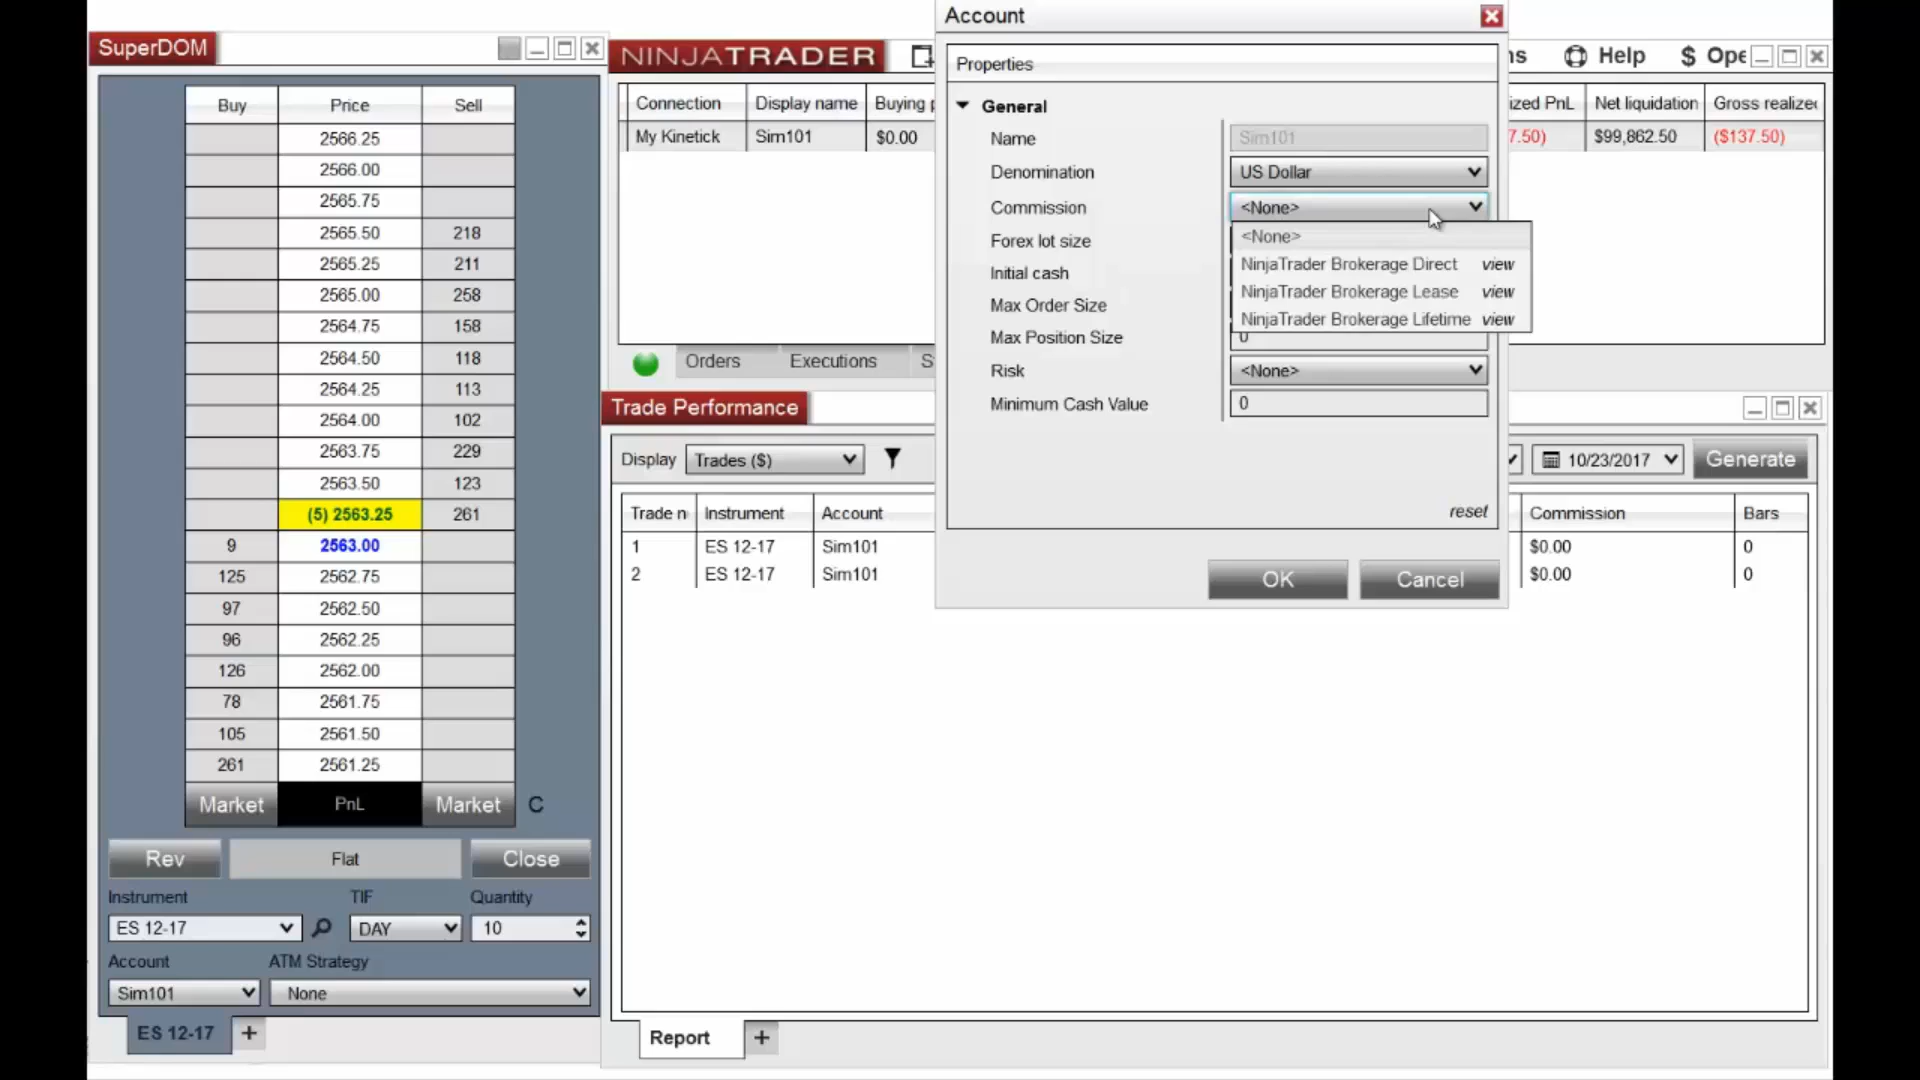 SuperDOM
Buy Price Sell
2566.25
2566.00
2565.75
2565.50 218
2565.25 211
2565.00 258
2564.75 158
2564.50 118
2564.25 113
2564.00 102
2563.75 229
2563.50 123
(5) 2563.25 261
9 2563.00
125 2562.75
97 2562.50
96 2562.25
126 2562.00
78 2561.75
105 2561.50
261 2561.25
Market PnL Market C
Rev Flat Close
Instrument TIF Quantity
ES 12-17 DAY 10
Account ATM Strategy
Sim101 None
ES 12-17 +
NINJATRADER
Help $ Ope
Connection Display name Buying p
ized PnL Net liquidation Gross realized
My Kinetick Sim101 $0.00
7.50) $99,862.50 ($137.50)
Orders Executions S
Account
Properties
General
Name Sim101
Denomination US Dollar
Commission <None>
<None>
NinjaTrader Brokerage Direct view
NinjaTrader Brokerage Lease view
NinjaTrader Brokerage Lifetime view
Forex lot size
Initial cash
Max Order Size
Max Position Size 0
Risk <None>
Minimum Cash Value 0
reset
OK Cancel
Trade Performance
Display Trades ($) 10/23/2017 Generate
Trade n Instrument Account Commission Bars
1 ES 12-17 Sim101 $0.00 0
2 ES 12-17 Sim101 $0.00 0
Report +